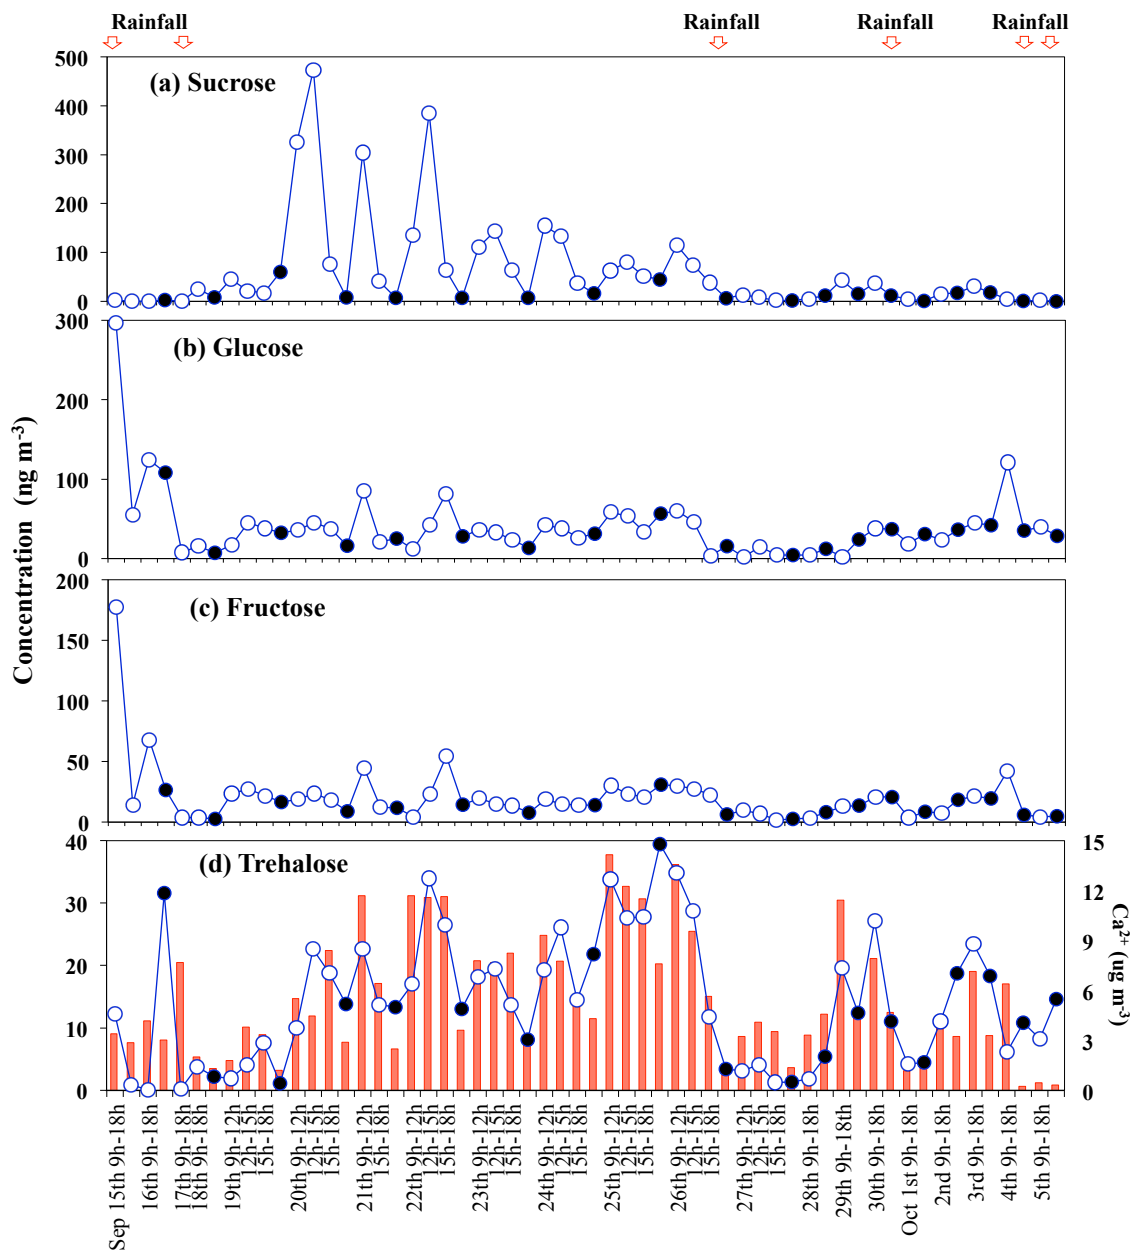 Rainfall Rainfall Rainfall Rainfall
(a) Sucrose
500
400
300
200
100
0
(b) Glucose
300
200
100
0
(c) Fructose
200
150
100
50
0
(d) Trehalose
40
30
20
10
0
15
12
9
6
3
0
Concentration (ng m-3)
Ca2+ (ug m-3)
Sep 15th 9h-18h
16th 9h-18h
17th 9h-18h
18th 9h-18h
19th 9h-12h
12h-15h
15h-18h
20th 9h-12h
12h-15h
15h-18h
21th 9h-12h
15h-18h
22th 9h-12h
12h-15h
15h-18h
23th 9h-12h
12h-15h
15h-18h
24th 9h-12h
12h-15h
15h-18h
25th 9h-12h
12h-15h
15h-18h
26th 9h-12h
12h-15h
15h-18h
27th 9h-12h
12h-15h
15h-18h
28th 9h-18h
29th 9h-18th
30th 9h-18h
Oct 1st 9h-18h
2nd 9h-18h
3rd 9h-18h
4th 9h-18h
5th 9h-18h